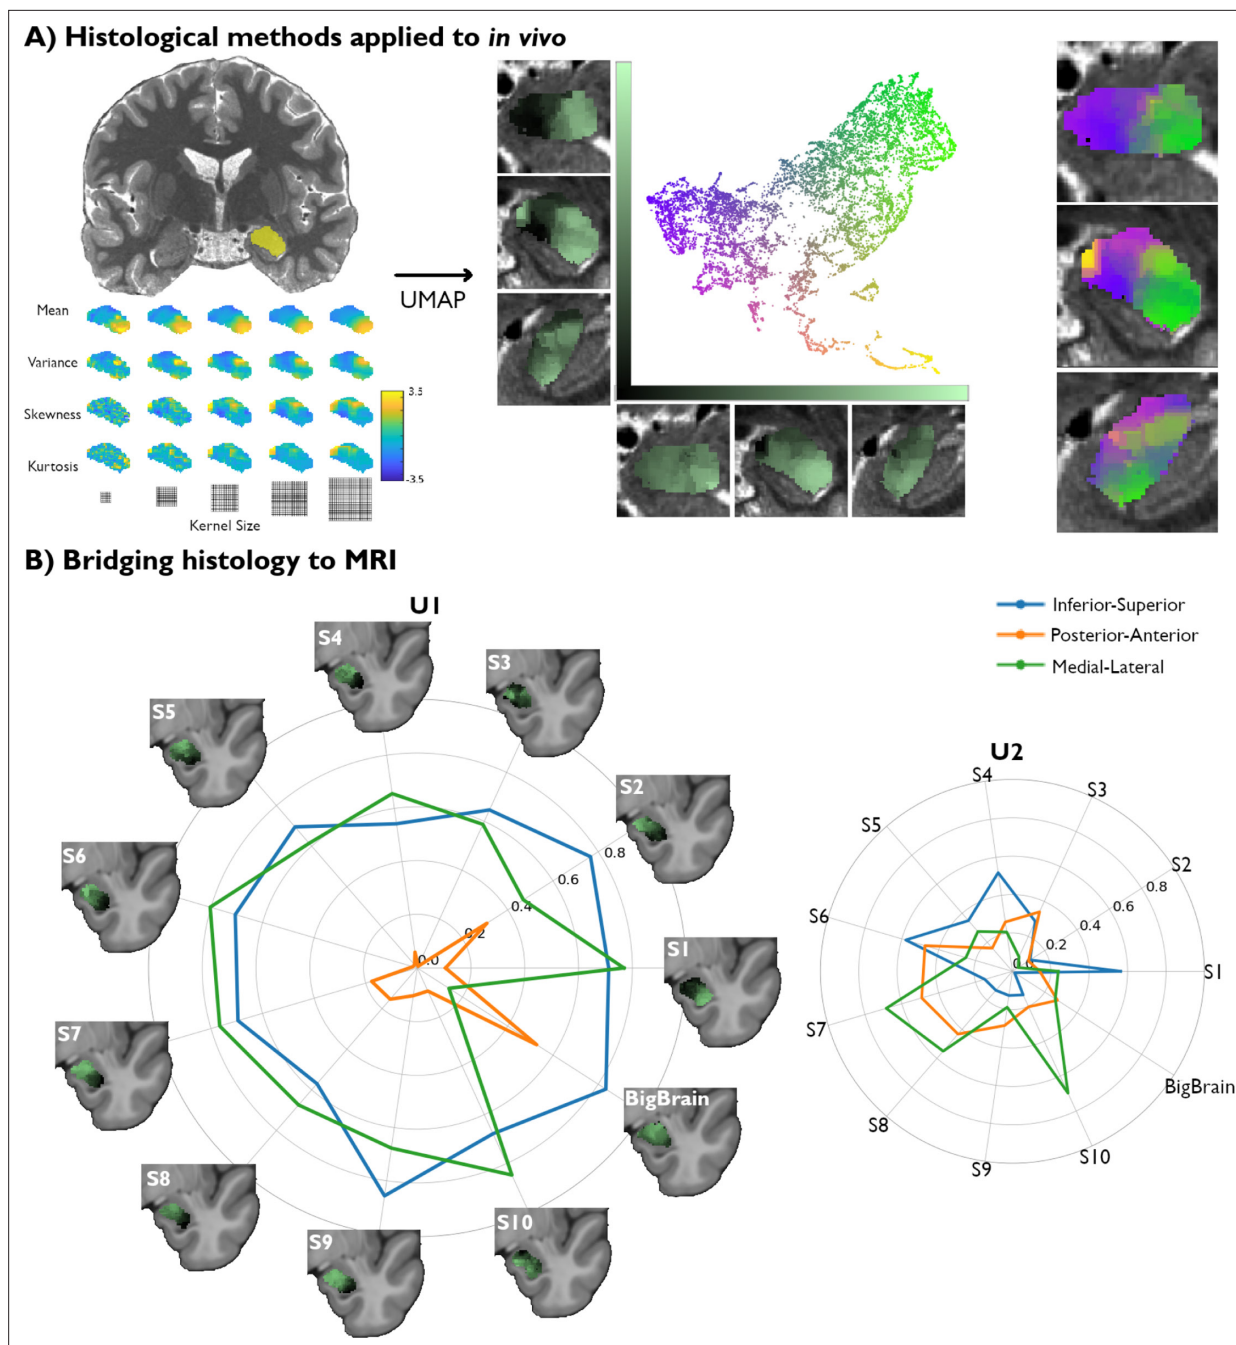 A) Histological methods applied to in vivo
Mean
Variance
Skewness
Kurtosis
3.5
-3.5
Kernel Size
UMAP
B) Bridging histology to MRI
Inferior-Superior
Posterior-Anterior
Medial-Lateral
U1
S4
S3
S5
S2
S6
S1
S7
BigBrain
S8
S9
S10
0.0
0.2
0.4
0.6
0.8
U2
S4
S3
S5
S2
S6
S1
S7
BigBrain
S8
S9
S10
0.0
0.2
0.4
0.6
0.8